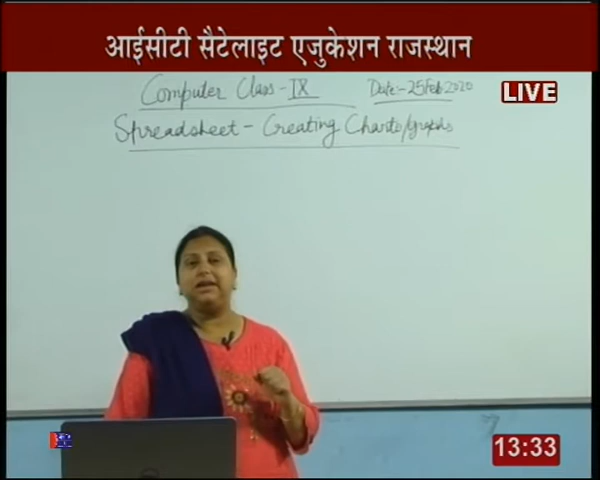 आईसीटी सैटेलाइट एजुकेशन राजस्थान
Computer Class - IX Date:- 25 Feb 2020
LIVE
Spreadsheet - Creating Charts/Graphs
13:33